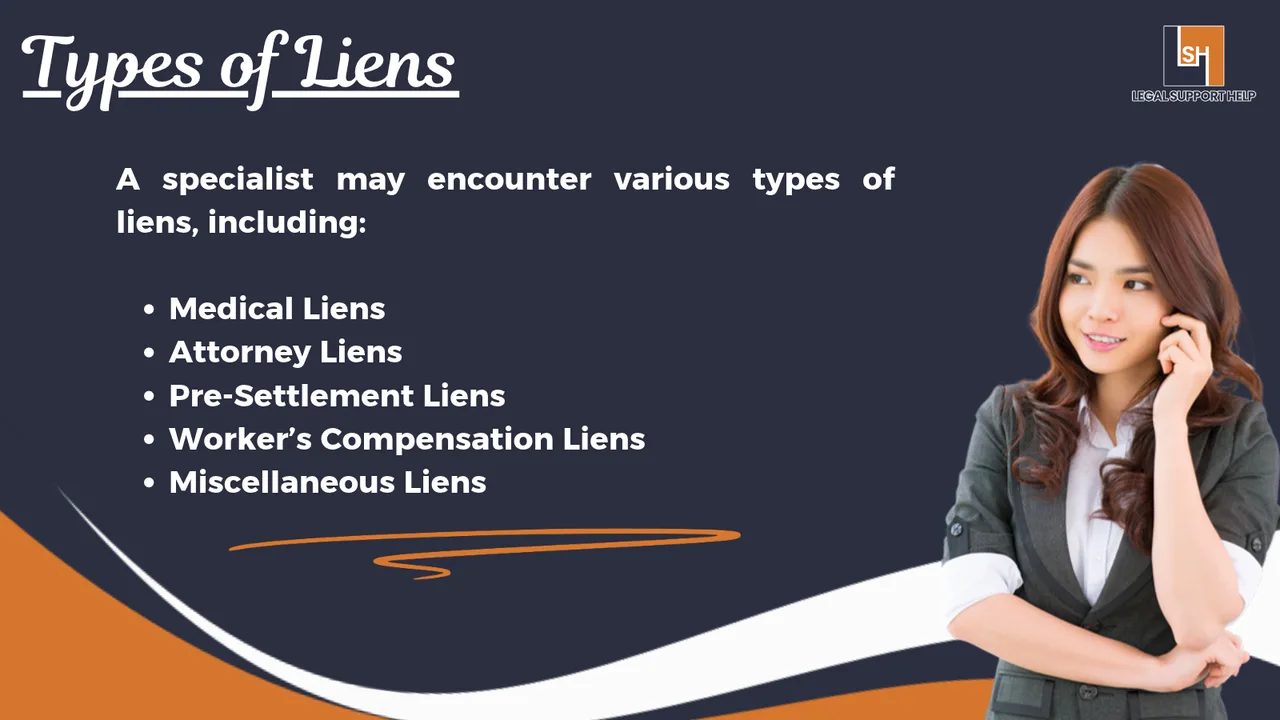 Types of Liens
SH
LEGAL SUPPORT HELP
A specialist may encounter various types of
liens, including:
• Medical Liens
• Attorney Liens
• Pre-Settlement Liens
• Worker’s Compensation Liens
• Miscellaneous Liens